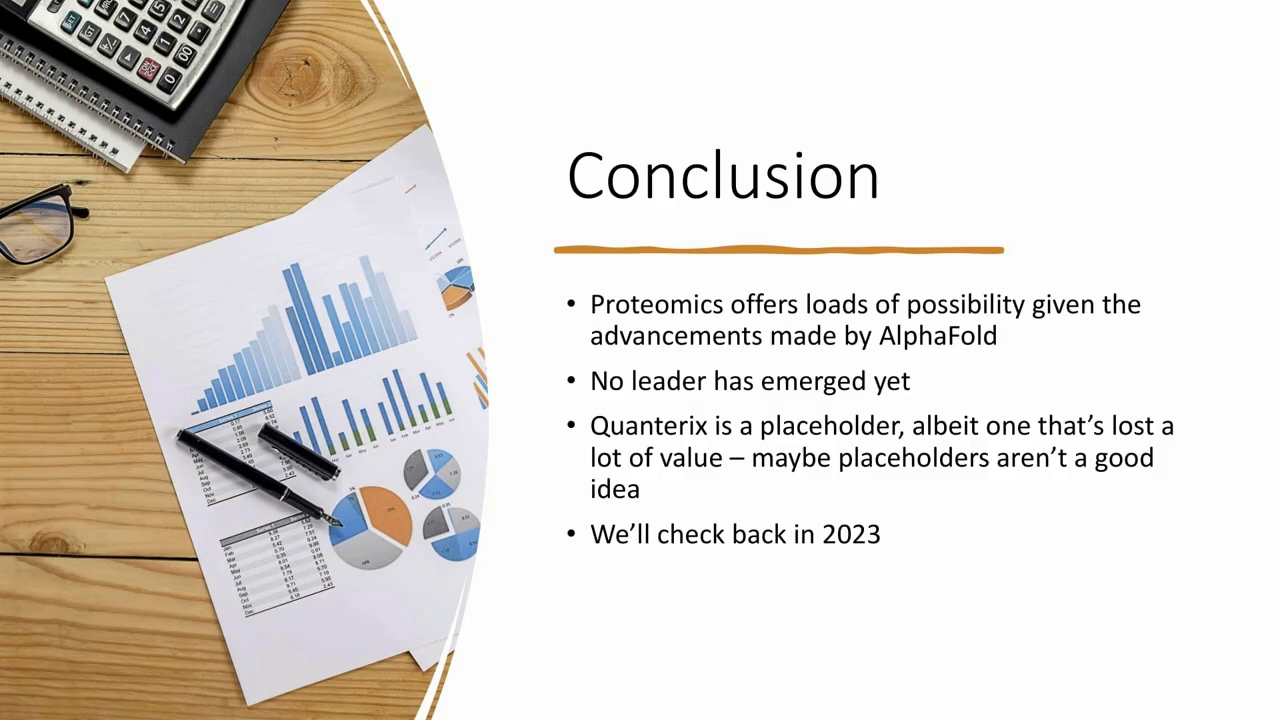 Conclusion
• Proteomics offers loads of possibility given the
advancements made by AlphaFold
• No leader has emerged yet
• Quanterix is a placeholder, albeit one that’s lost a
lot of value – maybe placeholders aren’t a good
idea
• We’ll check back in 2023